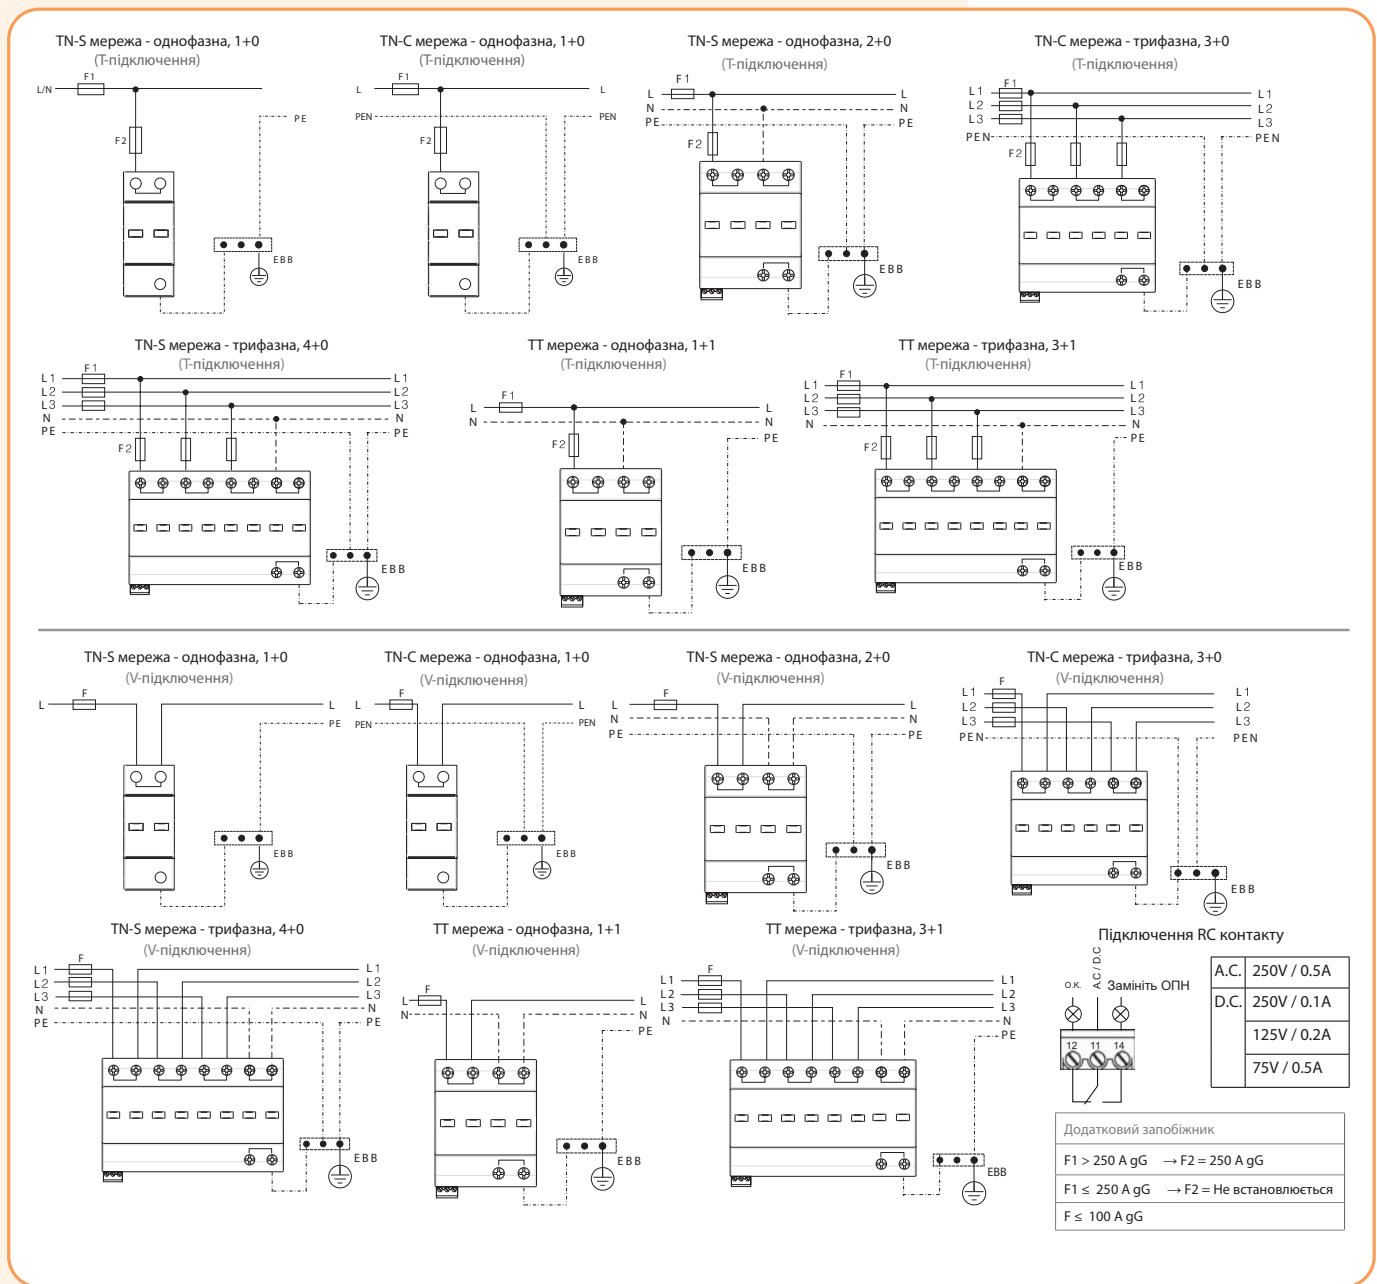 TN-S мережа - однофазна, 1+0
(Т-підключення)
F1
L/N
PE
F2
EBB
TN-C мережа - однофазна, 1+0
(Т-підключення)
F1
L L
PEN PEN
F2
EBB
TN-S мережа - однофазна, 2+0
(Т-підключення)
F1
L L
N N
PE PE
F2
EBB
TN-C мережа - трифазна, 3+0
(Т-підключення)
F1
L1 L1
L2 L2
L3 L3
PEN PEN
F2
EBB
TN-S мережа - трифазна, 4+0
(Т-підключення)
F1
L1 L1
L2 L2
L3 L3
N N
PE PE
F2
EBB
ТТ мережа - однофазна, 1+1
(Т-підключення)
F1
L L
N N
PE
F2
EBB
ТТ мережа - трифазна, 3+1
(Т-підключення)
F1
L1 L1
L2 L2
L3 L3
N N
PE
F2
EBB
TN-S мережа - однофазна, 1+0
(V-підключення)
F
L L
PE
EBB
TN-C мережа - однофазна, 1+0
(V-підключення)
F
L L
PEN PEN
EBB
TN-S мережа - однофазна, 2+0
(V-підключення)
F
L L
N N
PE PE
EBB
TN-C мережа - трифазна, 3+0
(V-підключення)
F
L1 L1
L2 L2
L3 L3
PEN PEN
EBB
TN-S мережа - трифазна, 4+0
(V-підключення)
F
L1 L1
L2 L2
L3 L3
N N
PE PE
EBB
ТТ мережа - однофазна, 1+1
(V-підключення)
F
L L
N N
PE
EBB
ТТ мережа - трифазна, 3+1
(V-підключення)
F
L1 L1
L2 L2
L3 L3
N N
PE
EBB
Підключення RC контакту
O.K. A.C / D.C Замініть ОПН
12 11 14
A.C. 250V / 0.5A
D.C. 250V / 0.1A
125V / 0.2A
75V / 0.5A
Додатковий запобіжник
F1 > 250 A gG → F2 = 250 A gG
F1 ≤ 250 A gG → F2 = Не встановлюється
F ≤ 100 A gG